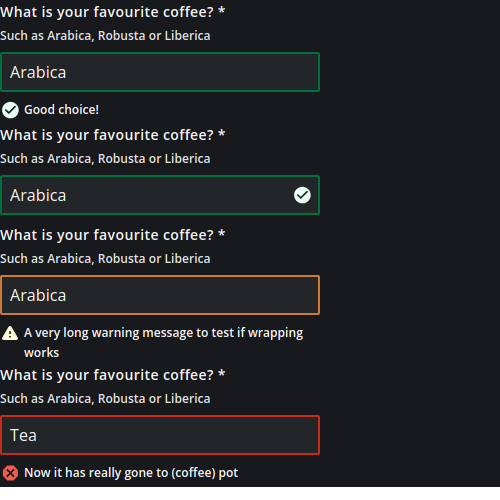 What is your favourite coffee? *
Such as Arabica, Robusta or Liberica
Arabica
Good choice!
What is your favourite coffee? *
Such as Arabica, Robusta or Liberica
Arabica
What is your favourite coffee? *
Such as Arabica, Robusta or Liberica
Arabica
A very long warning message to test if wrapping
works
What is your favourite coffee? *
Such as Arabica, Robusta or Liberica
Tea
Now it has really gone to (coffee) pot